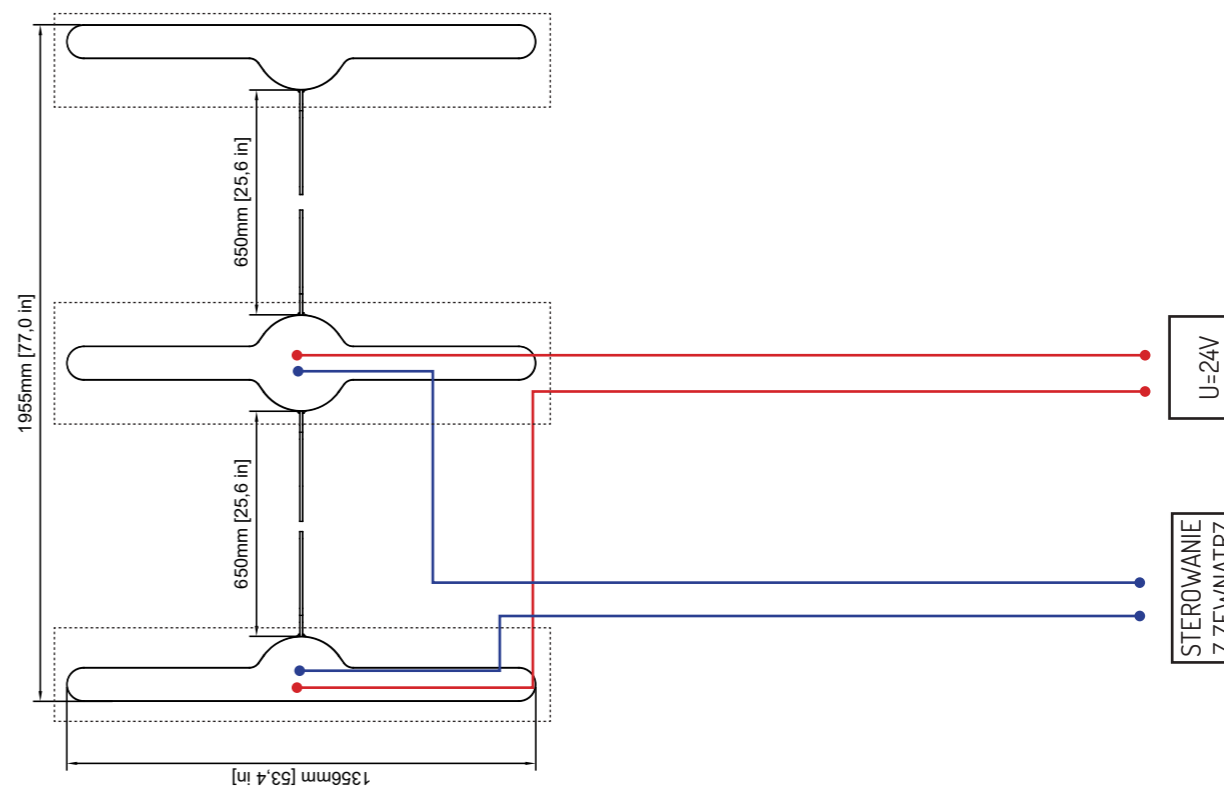 1955mm [77,0 in]
650mm [25,6 in]
650mm [25,6 in]
1356mm [53,4 in]
U=24V
STEROWANIE